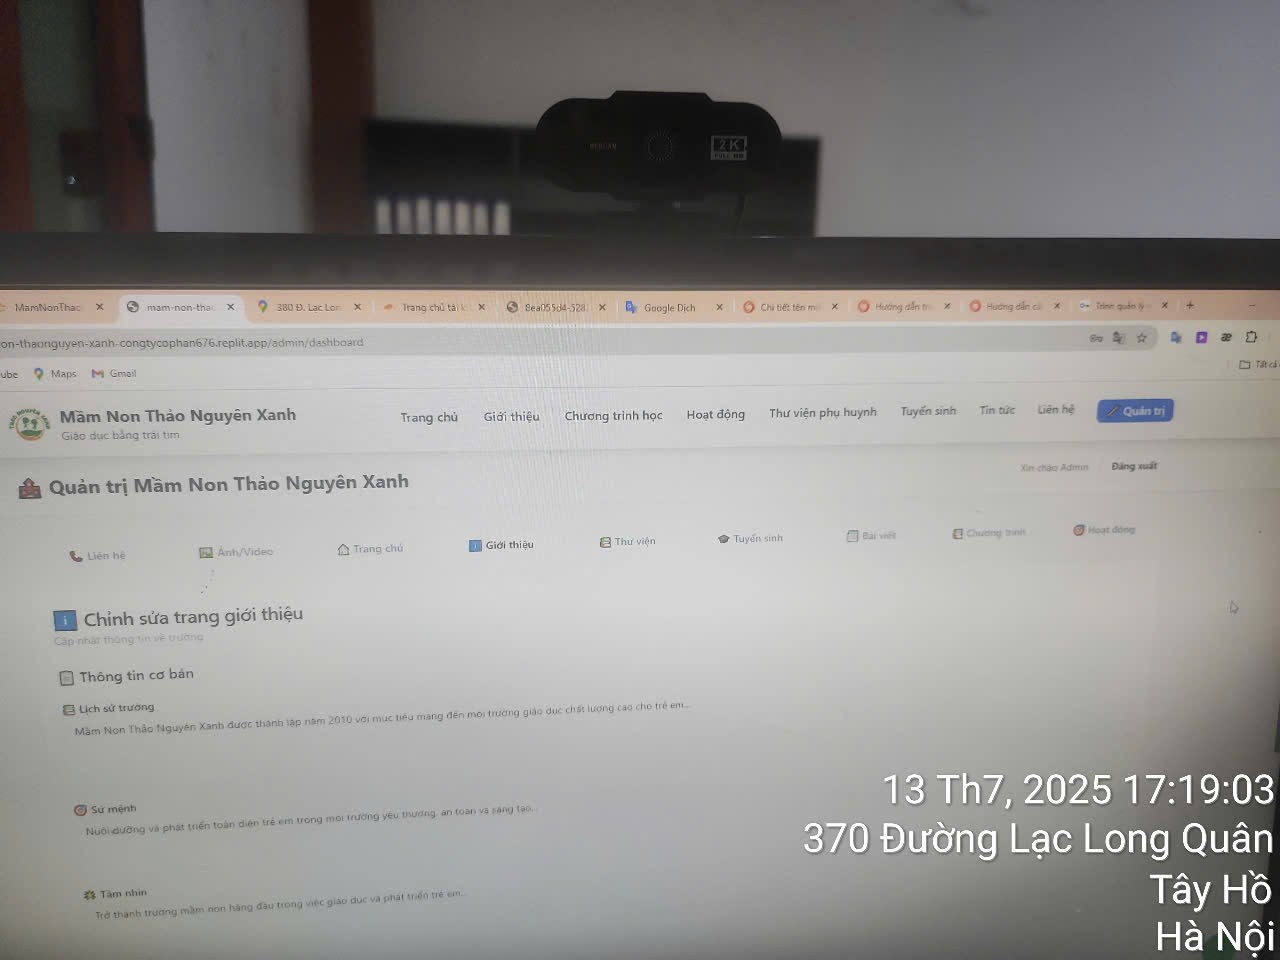 WEBCAM
2K
FULL HD
MamNonThao
mam-non-thac
380 Đ. Lạc Lon
Trang chủ tài k
8ea055d4-528
Google Dịch
Chi tiết tên mi
Hướng dẫn
Hướng dẫn
Trình quản lý
on-thaonguyen-xanh-congtycophan676.replit.app/admin/dashboard
ube
Maps
Gmail
Tất cả
THẢO NGUYÊN XANH
Mầm Non Thảo Nguyên Xanh
Giáo dục bằng trái tim
Trang chủ
Giới thiệu
Chương trình học
Hoạt động
Thư viện phụ huynh
Tuyển sinh
Tin tức
Liên hệ
Quản trị
Quản trị Mầm Non Thảo Nguyên Xanh
Xin chào Admin
Đăng xuất
Liên hệ
Ảnh/Video
Trang chủ
Giới thiệu
Thư viện
Tuyển sinh
Bài viết
Chương trình
Hoạt động
Chỉnh sửa trang giới thiệu
Cập nhật thông tin về trường
Thông tin cơ bản
Lịch sử trường
Mầm Non Thảo Nguyên Xanh được thành lập năm 2010 với mục tiêu mang đến môi trường giáo dục chất lượng cao cho trẻ em...
Sứ mệnh
Nuôi dưỡng và phát triển toàn diện trẻ em trong môi trường yêu thương, an toàn và sáng tạo...
Tầm nhìn
Trở thành trường mầm non hàng đầu trong việc giáo dục và phát triển trẻ em...
13 Th7, 2025 17:19:03
370 Đường Lạc Long Quân
Tây Hồ
Hà Nội